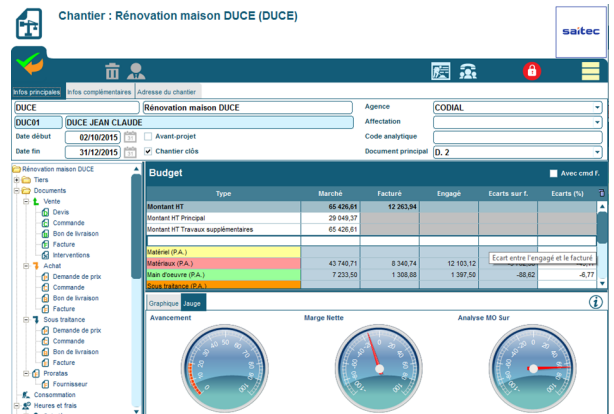 Chantier : Rénovation maison DUCE (DUCE)
saitec
Infos principales Infos complémentaires Adresse du chantier
DUCE Rénovation maison DUCE Agence CODIAL
DUC01 DUCE JEAN CLAUDE Affectation
Date début 02/10/2015 Avant-projet Code analytique
Date fin 31/12/2015 Chantier clôs Document principal D. 2
Rénovation maison DUCE
Tiers
Documents
Vente
Devis
Commande
Bon de livraison
Facture
Interventions
Achat
Demande de prix
Commande
Bon de livraison
Facture
Sous traitance
Demande de prix
Commande
Bon de livraison
Facture
Proratas
Fournisseur
Consommation
Heures et frais
Budget Avec cmd F.
Type Marché Facturé Engagé Ecarts sur f. Ecarts (%)
Montant HT 65 426,61 12 263,94
Montant HT Principal 29 049,37
Montant HT Travaux supplémentaires 65 426,61
Matériel (P.A.)
Ecart entre l'engagé et le facturé
Matériaux (P.A.) 43 740,71 8 340,74 12 103,12
Main d'oeuvre (P.A.) 7 233,50 1 308,88 1 397,50 -88,62 -6,77
Sous traitance (P.A.)
Graphique Jauge
Avancement Marge Nette Analyse MO Sur